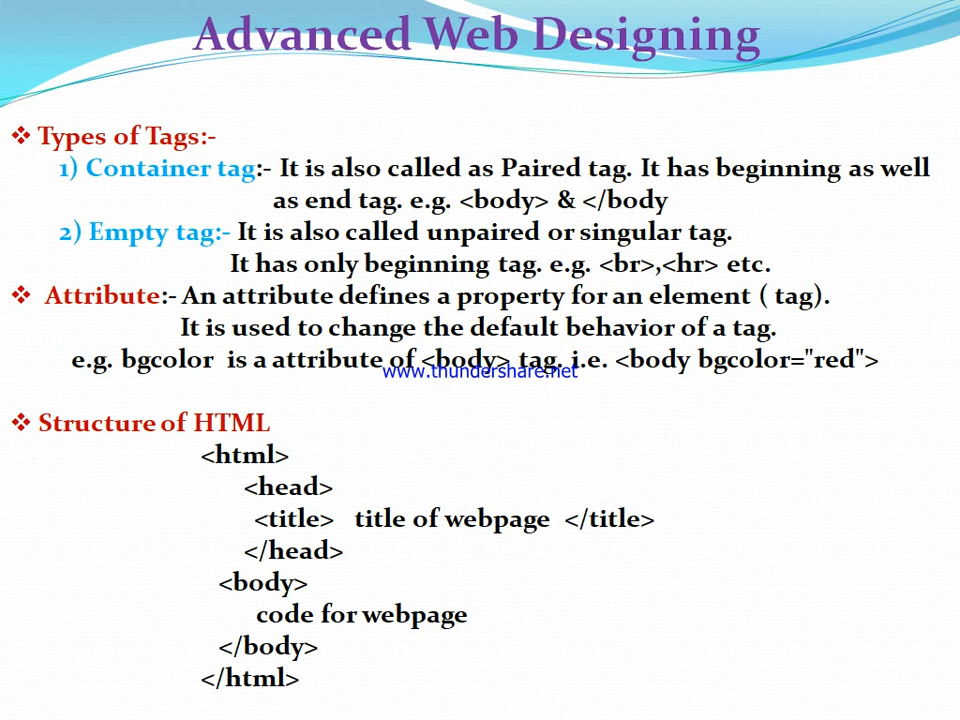 Advanced Web Designing
❖ Types of Tags:-
1) Container tag:- It is also called as Paired tag. It has beginning as well
as end tag. e.g. <body> & </body
2) Empty tag:- It is also called unpaired or singular tag.
It has only beginning tag. e.g. <br>,<hr> etc.
❖ Attribute:- An attribute defines a property for an element ( tag).
It is used to change the default behavior of a tag.
e.g. bgcolor is a attribute of <body> tag. i.e. <body bgcolor="red">
www.thundershare.net
❖ Structure of HTML
<html>
<head>
<title> title of webpage </title>
</head>
<body>
code for webpage
</body>
</html>